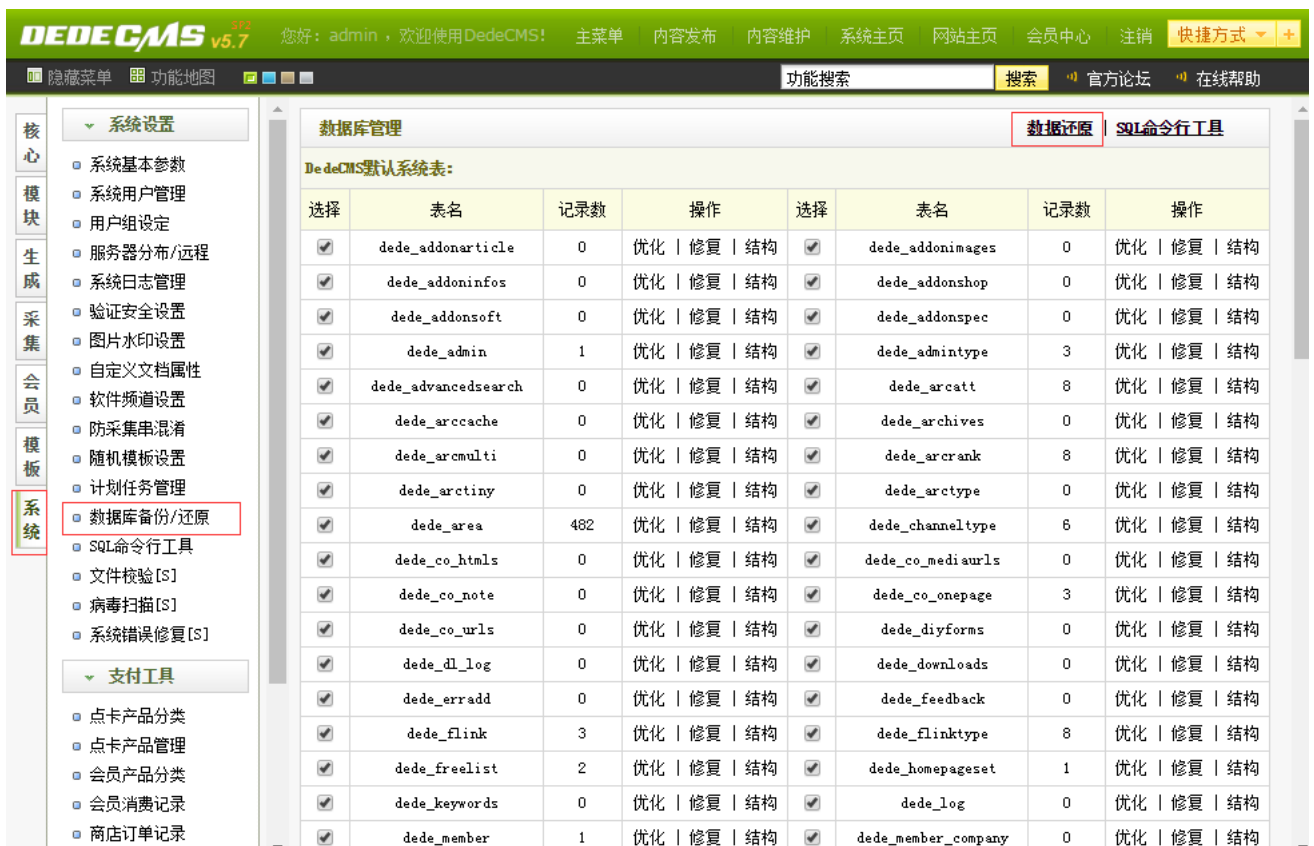 DEDECMS v5.7 SP2 您好：admin ，欢迎使用DedeCMS！ 主菜单 内容发布 内容维护 系统主页 网站主页 会员中心 注销 快捷方式 +
隐藏菜单 功能地图 功能搜索 搜索 官方论坛 在线帮助
核心
模块
生成
采集
会员
模板
系统
系统设置
系统基本参数
系统用户管理
用户组设定
服务器分布/远程
系统日志管理
验证安全设置
图片水印设置
自定义文档属性
软件频道设置
防采集串混淆
随机模板设置
计划任务管理
数据库备份/还原
SQL命令行工具
文件校验[S]
病毒扫描[S]
系统错误修复[S]
支付工具
点卡产品分类
点卡产品管理
会员产品分类
会员消费记录
商店订单记录
数据库管理 数据还原 | SQL命令行工具
DedeCMS默认系统表：
选择 表名 记录数 操作 选择 表名 记录数 操作
dede_addonarticle 0 优化 | 修复 | 结构 dede_addonimages 0 优化 | 修复 | 结构
dede_addoninfos 0 优化 | 修复 | 结构 dede_addonshop 0 优化 | 修复 | 结构
dede_addonsoft 0 优化 | 修复 | 结构 dede_addonspec 0 优化 | 修复 | 结构
dede_admin 1 优化 | 修复 | 结构 dede_admintype 3 优化 | 修复 | 结构
dede_advancedsearch 0 优化 | 修复 | 结构 dede_arcatt 8 优化 | 修复 | 结构
dede_arccache 0 优化 | 修复 | 结构 dede_archives 0 优化 | 修复 | 结构
dede_arcmulti 0 优化 | 修复 | 结构 dede_arcrank 8 优化 | 修复 | 结构
dede_arctiny 0 优化 | 修复 | 结构 dede_arctype 0 优化 | 修复 | 结构
dede_area 482 优化 | 修复 | 结构 dede_channeltype 6 优化 | 修复 | 结构
dede_co_htmls 0 优化 | 修复 | 结构 dede_co_mediaurls 0 优化 | 修复 | 结构
dede_co_note 0 优化 | 修复 | 结构 dede_co_onepage 3 优化 | 修复 | 结构
dede_co_urls 0 优化 | 修复 | 结构 dede_diyforms 0 优化 | 修复 | 结构
dede_dl_log 0 优化 | 修复 | 结构 dede_downloads 0 优化 | 修复 | 结构
dede_erradd 0 优化 | 修复 | 结构 dede_feedback 0 优化 | 修复 | 结构
dede_flink 3 优化 | 修复 | 结构 dede_flinktype 8 优化 | 修复 | 结构
dede_freelist 2 优化 | 修复 | 结构 dede_homepageset 1 优化 | 修复 | 结构
dede_keywords 0 优化 | 修复 | 结构 dede_log 0 优化 | 修复 | 结构
dede_member 1 优化 | 修复 | 结构 dede_member_company 0 优化 | 修复 | 结构